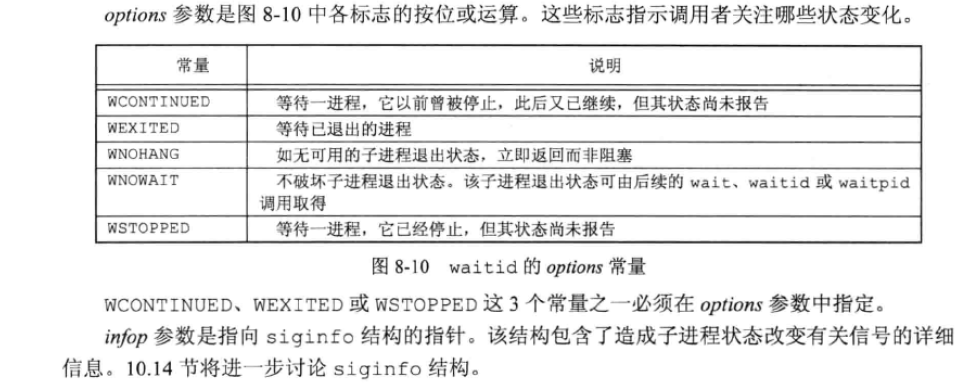 options 参数是图 8-10 中各标志的按位或运算。这些标志指示调用者关注哪些状态变化。
常量 说明
WCONTINUED 等待一进程，它以前曾被停止，此后又已继续，但其状态尚未报告
WEXITED 等待已退出的进程
WNOHANG 如无可用的子进程退出状态，立即返回而非阻塞
WNOWAIT 不破坏子进程退出状态。该子进程退出状态可由后续的 wait、waitid 或 waitpid
调用取得
WSTOPPED 等待一进程，它已经停止，但其状态尚未报告
图 8-10 waitid 的 options 常量
WCONTINUED、WEXITED 或 WSTOPPED 这 3 个常量之一必须在 options 参数中指定。
infop 参数是指向 siginfo 结构的指针。该结构包含了造成子进程状态改变有关信号的详细
信息。10.14 节将进一步讨论 siginfo 结构。